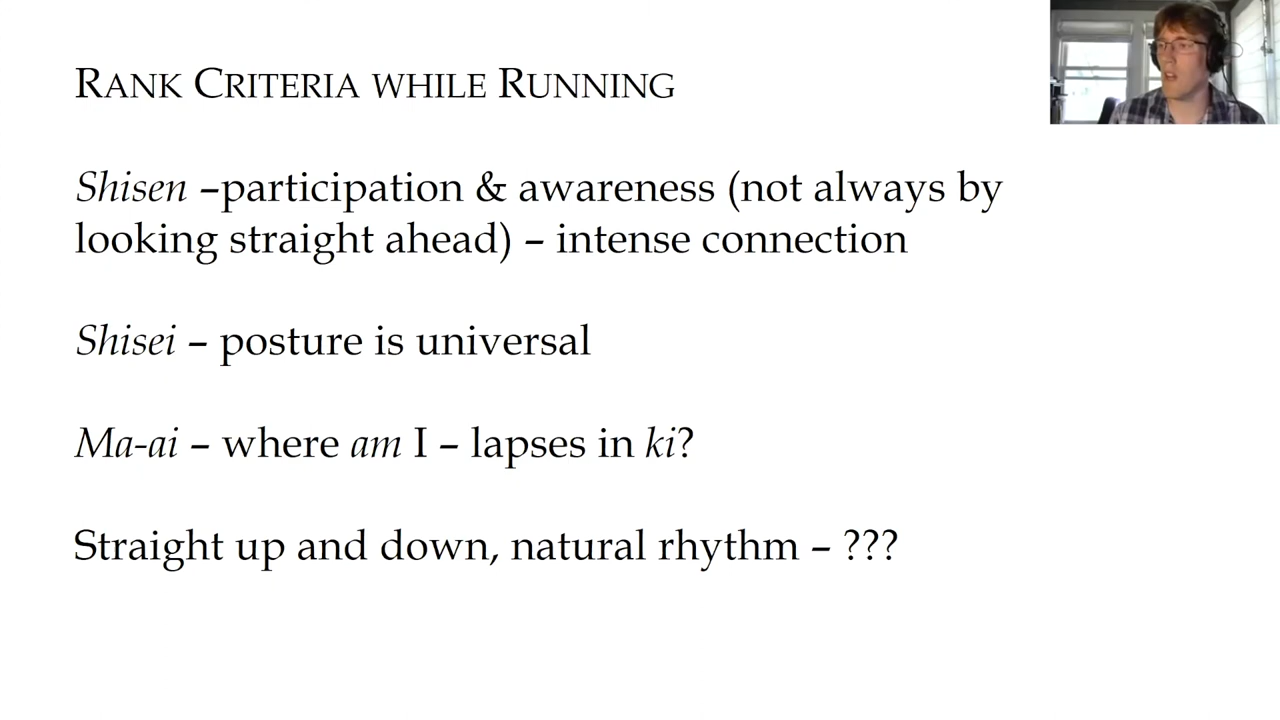 RANK CRITERIA WHILE RUNNING
Shisen –participation & awareness (not always by
looking straight ahead) – intense connection
Shisei – posture is universal
Ma-ai – where am I – lapses in ki?
Straight up and down, natural rhythm – ???